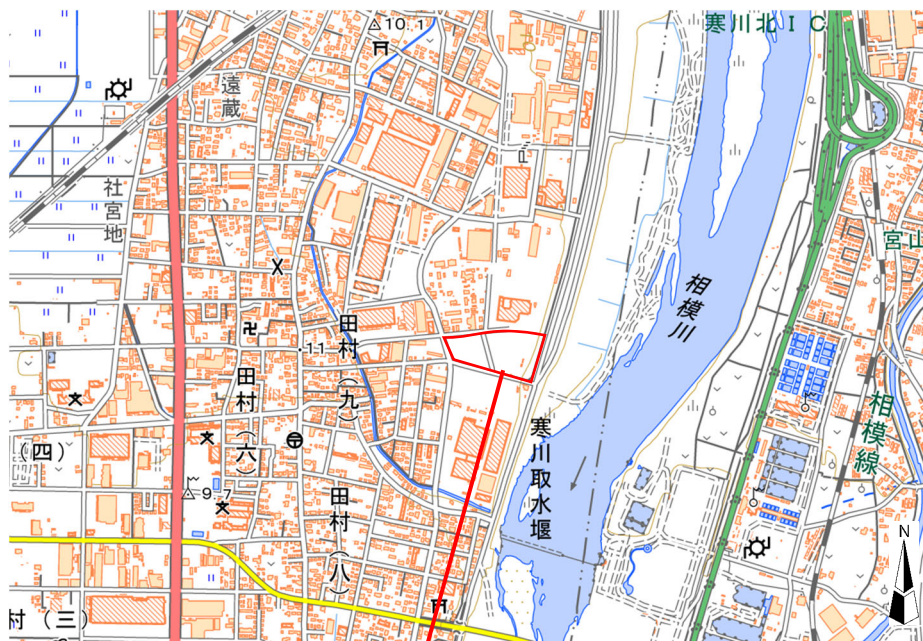 寒川北IC
△10.1
遠蔵
社宮地
宮山
相模川
田村(九)
・11
田村(六)
相模線
(四)
寒川取水堰
△9.7
田村(八)
N
村(三)